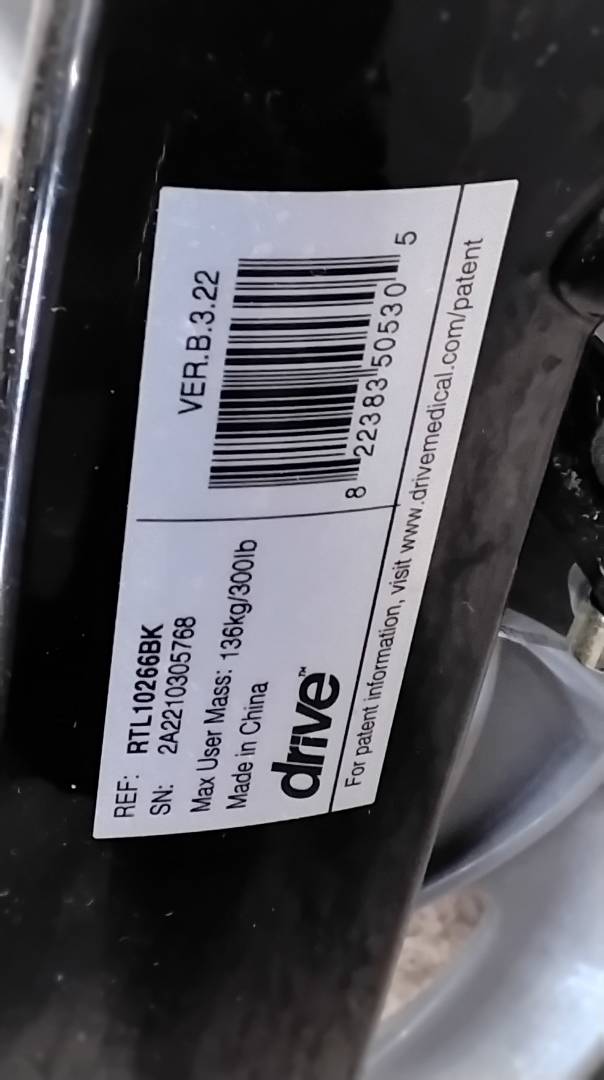 REF: RTL10266BK
SN: 2A2210305768
Max User Mass: 136kg/300lb
Made in China
drive™
VER.B.3.22
8 22383 50530 5
For patent information, visit www.drivemedical.com/patent